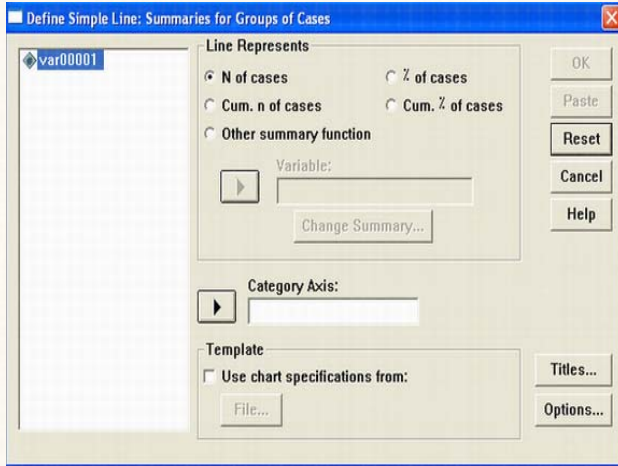 Define Simple Line: Summaries for Groups of Cases
var00001
Line Represents
N of cases
% of cases
Cum. n of cases
Cum. % of cases
Other summary function
Variable:
Change Summary...
Category Axis:
Template
Use chart specifications from:
File...
OK
Paste
Reset
Cancel
Help
Titles...
Options...